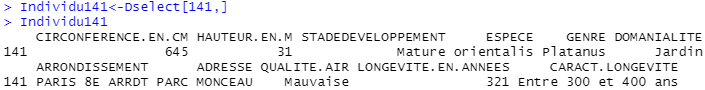 > Individu141<-Dselect[141,]
> Individu141
CIRCONFERENCE.EN.CM HAUTEUR.EN.M STADEDEVELOPPEMENT ESPECE GENRE DOMANIALITE
141 645 31 Mature orientalis Platanus Jardin
ARRONDISSEMENT ADRESSE QUALITE.AIR LONGEVITE.EN.ANNEES CARACT.LONGEVITE
141 PARIS 8E ARRDT PARC MONCEAU Mauvaise 321 Entre 300 et 400 ans